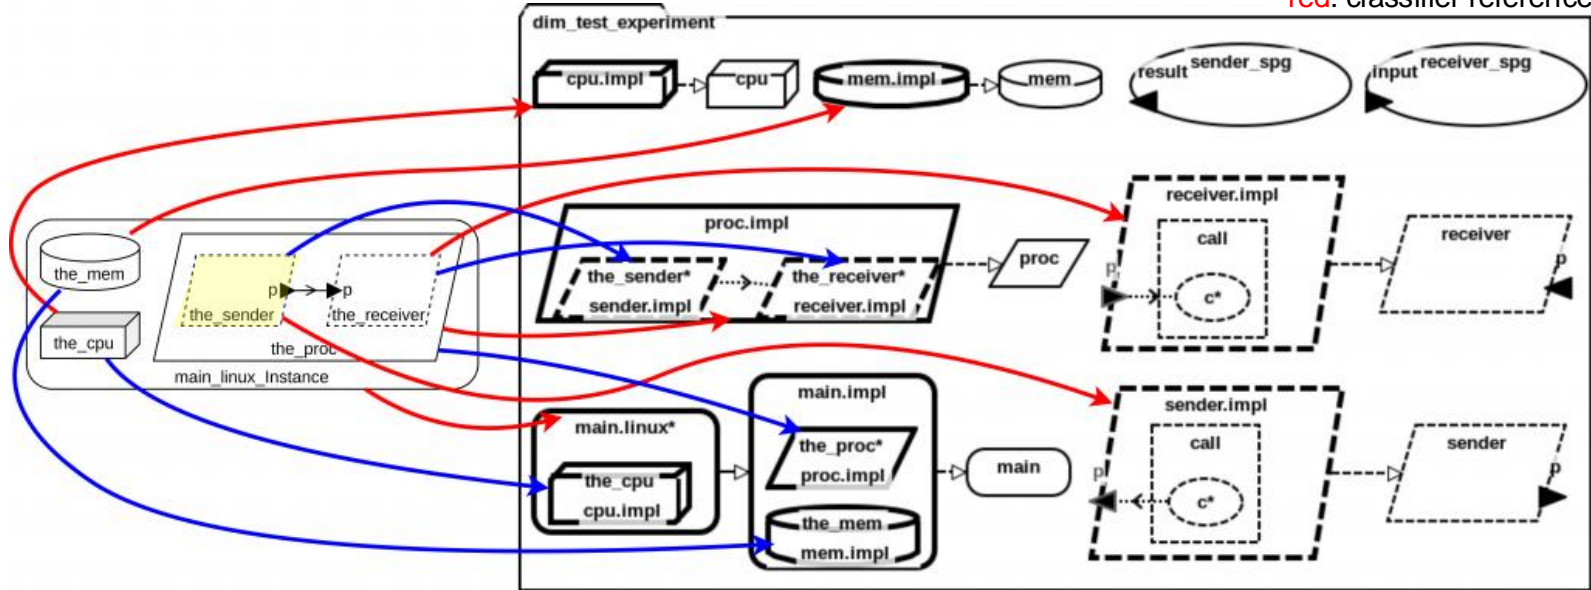 red: classifier reference
dim_test_experiment
cpu.impl
cpu
mem.impl
mem
result
sender_spg
input
receiver_spg
receiver.impl
call
p
c*
receiver
p
proc.impl
the_sender*
sender.impl
the_receiver*
receiver.impl
proc
the_mem
the_cpu
p
p
the_sender
the_receiver
the_proc
main_linux_Instance
main.linux*
the_cpu
cpu.impl
main.impl
the_proc*
proc.impl
the_mem
mem.impl
main
sender.impl
call
p
c*
sender
p